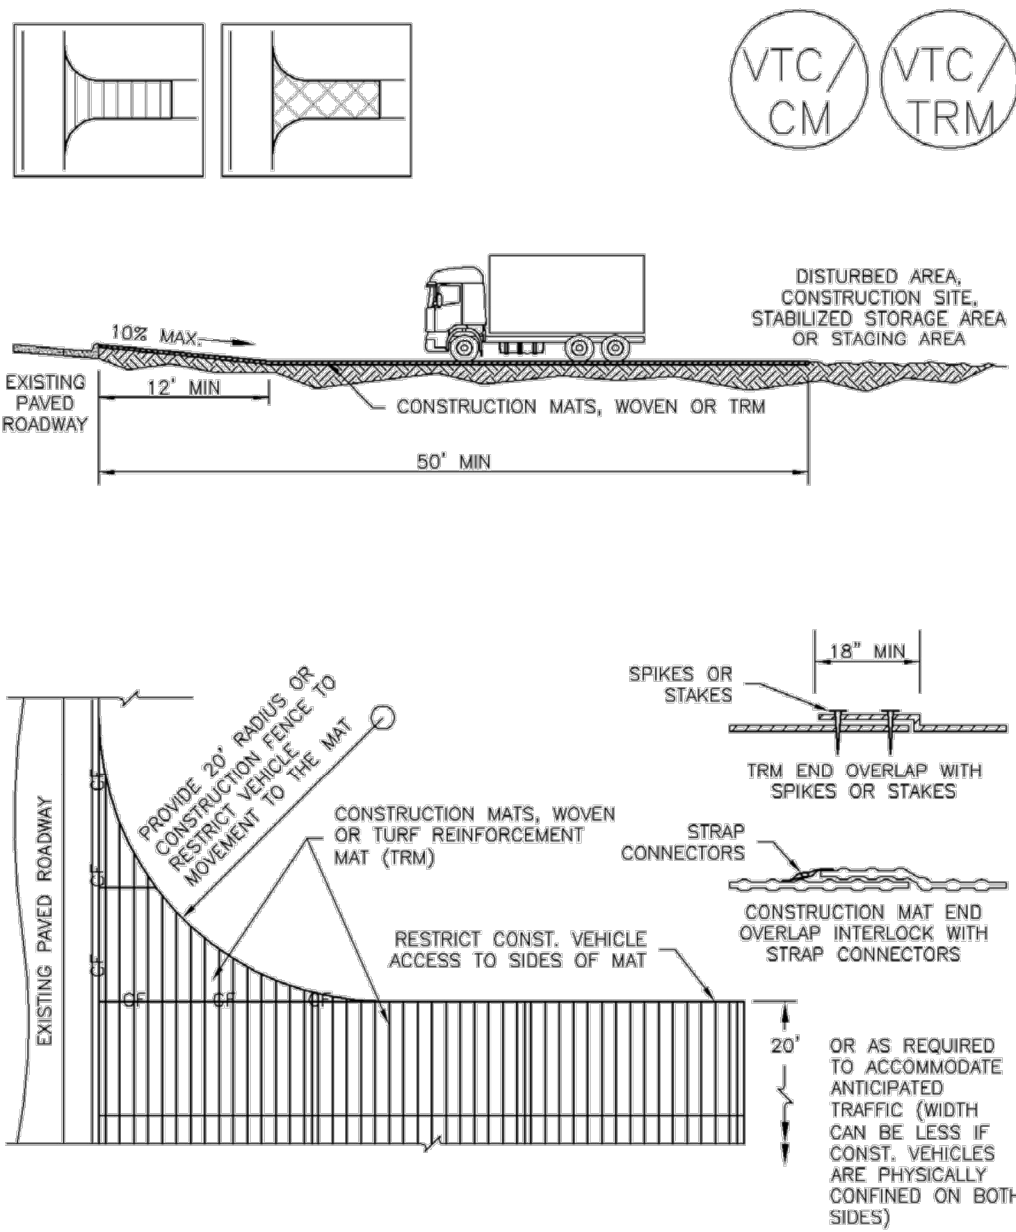 VTC/
CM
VTC/
TRM
10% MAX.
DISTURBED AREA,
CONSTRUCTION SITE,
STABILIZED STORAGE AREA
OR STAGING AREA
EXISTING
PAVED
ROADWAY
12' MIN
CONSTRUCTION MATS, WOVEN OR TRM
50' MIN
18" MIN
SPIKES OR
STAKES
TRM END OVERLAP WITH
SPIKES OR STAKES
PROVIDE 20' RADIUS OR
CONSTRUCTION FENCE TO
RESTRICT VEHICLE
MOVEMENT TO THE MAT
CONSTRUCTION MATS, WOVEN
OR TURF REINFORCEMENT
MAT (TRM)
STRAP
CONNECTORS
CONSTRUCTION MAT END
OVERLAP INTERLOCK WITH
STRAP CONNECTORS
RESTRICT CONST. VEHICLE
ACCESS TO SIDES OF MAT
EXISTING PAVED ROADWAY
CF
CF
CF
CF
CF
CF
20'
OR AS REQUIRED
TO ACCOMMODATE
ANTICIPATED
TRAFFIC (WIDTH
CAN BE LESS IF
CONST. VEHICLES
ARE PHYSICALLY
CONFINED ON BOTH
SIDES)